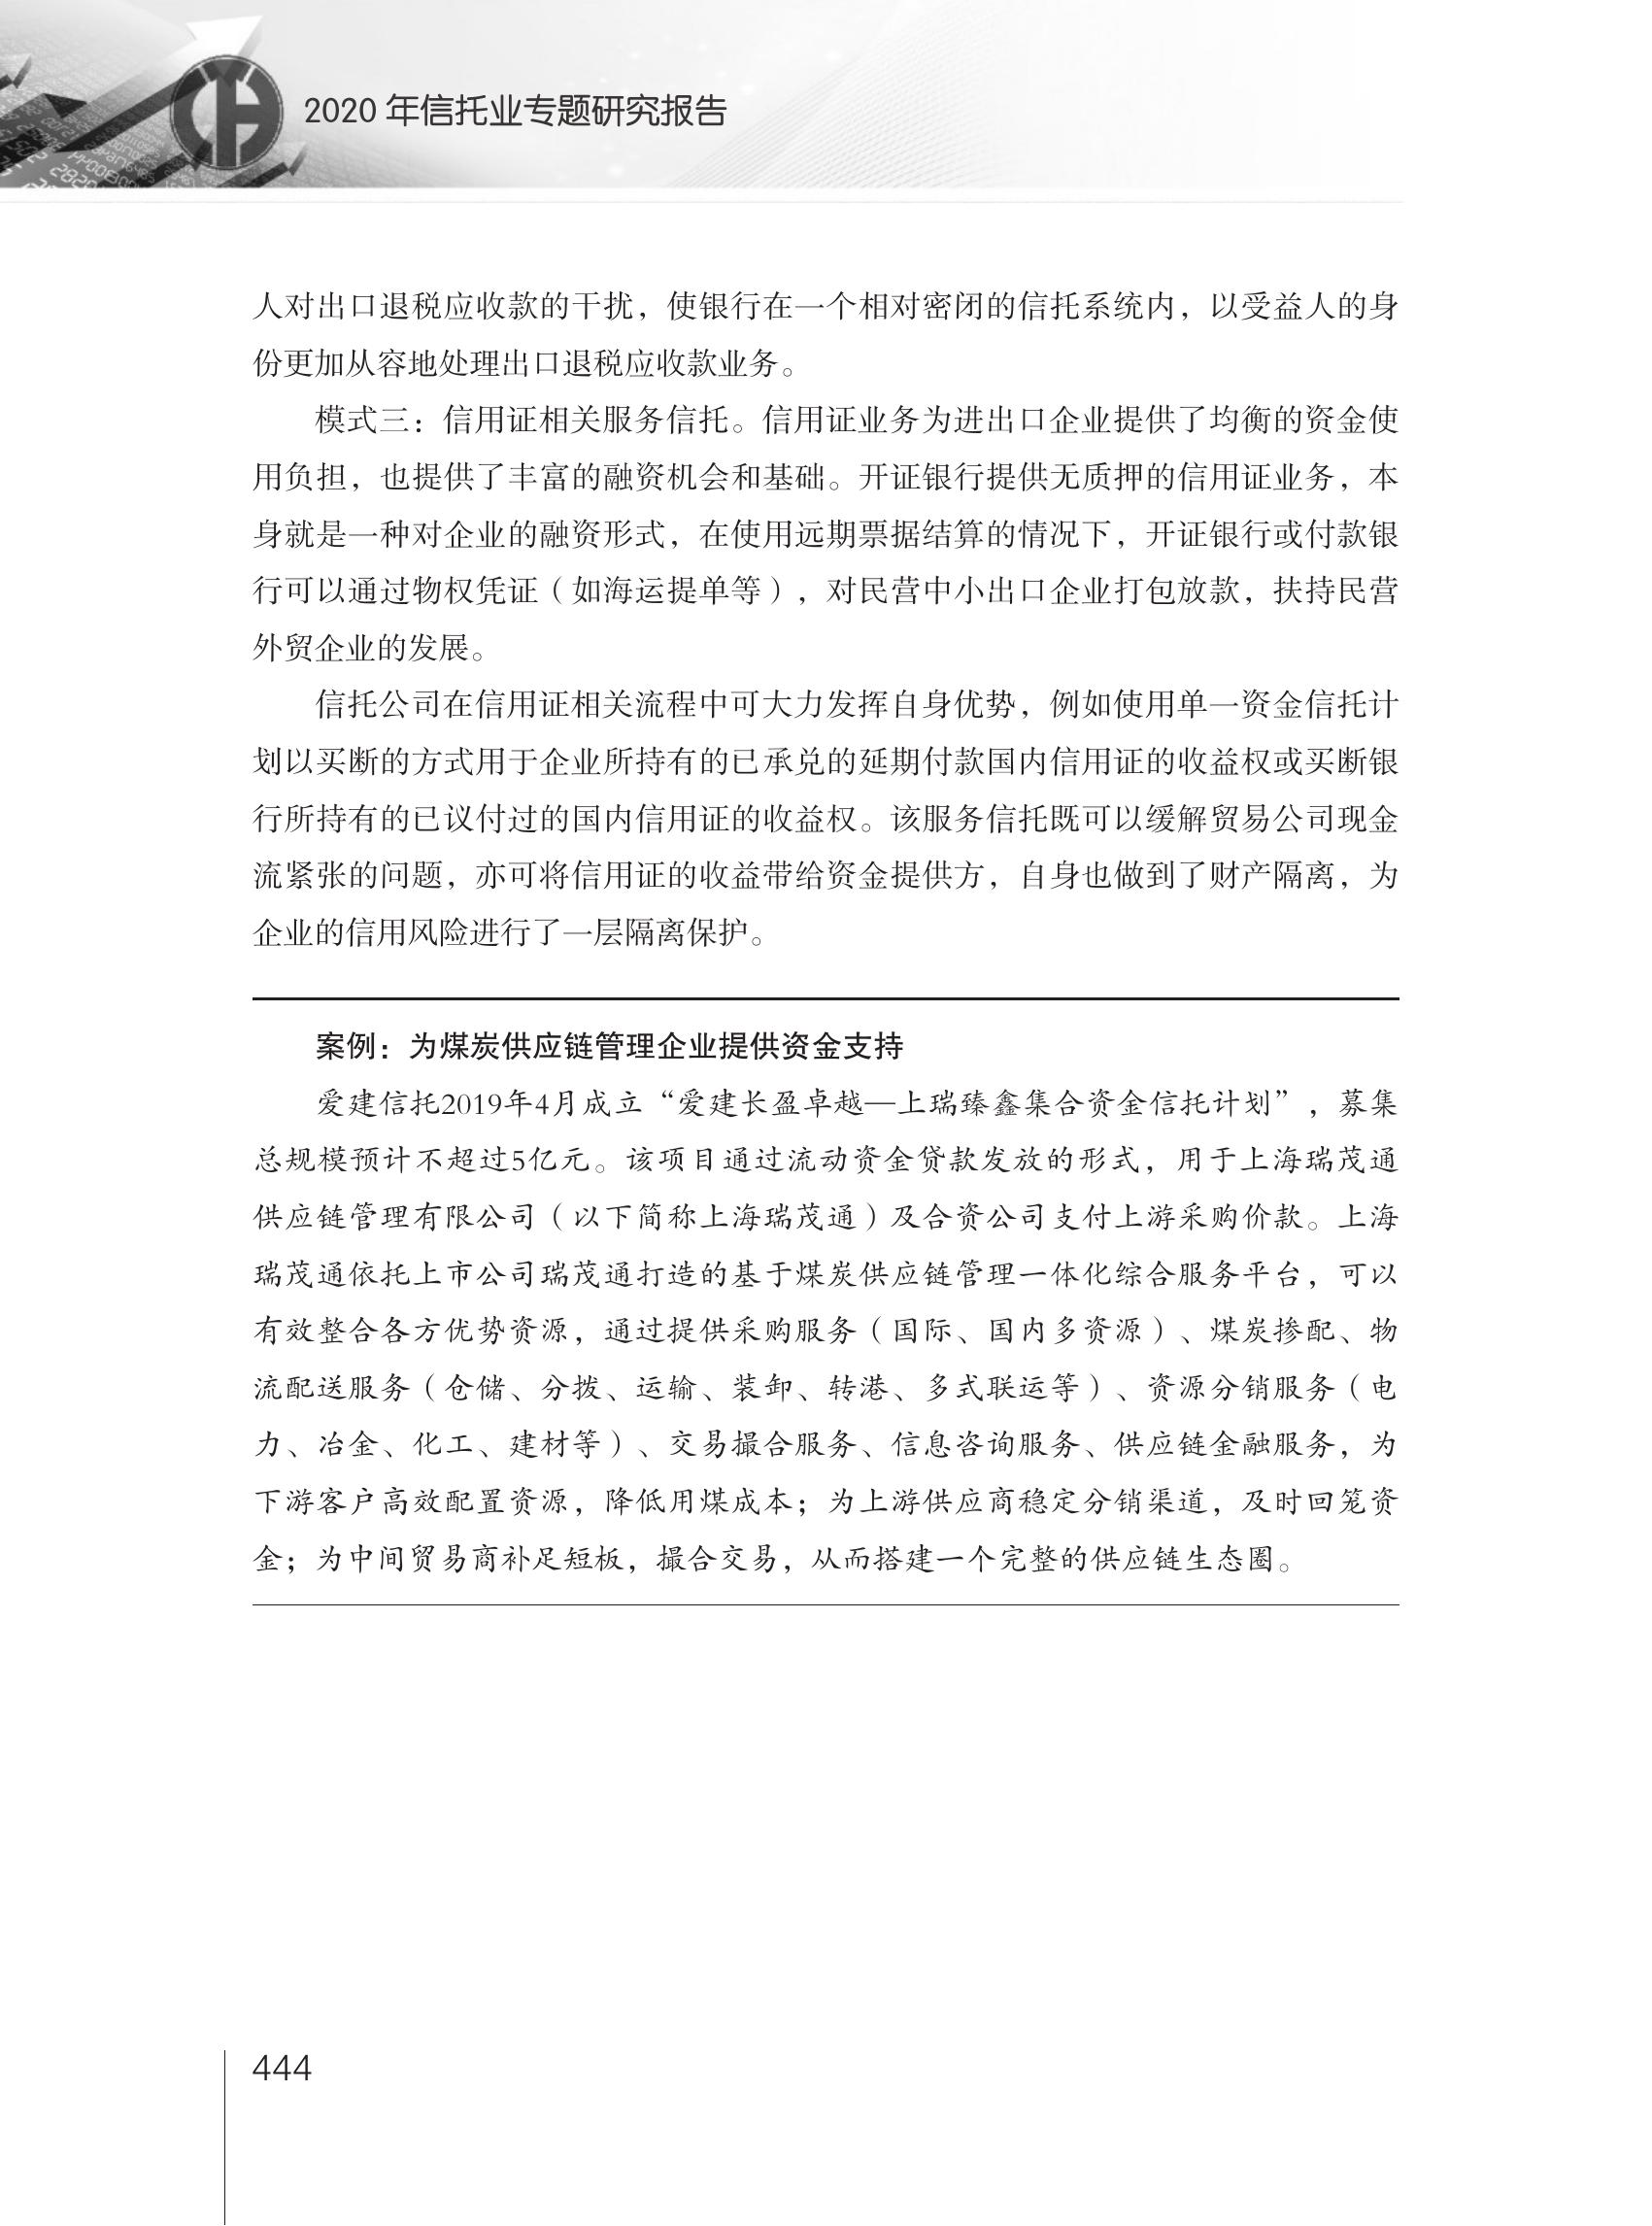 2020 年信托业专题研究报告
人对出口退税应收款的干扰，使银行在一个相对密闭的信托系统内，以受益人的身
份更加从容地处理出口退税应收款业务。
模式三：信用证相关服务信托。信用证业务为进出口企业提供了均衡的资金使
用负担，也提供了丰富的融资机会和基础。开证银行提供无质押的信用证业务，本
身就是一种对企业的融资形式，在使用远期票据结算的情况下，开证银行或付款银
行可以通过物权凭证（如海运提单等），对民营中小出口企业打包放款，扶持民营
外贸企业的发展。
信托公司在信用证相关流程中可大力发挥自身优势，例如使用单一资金信托计
划以买断的方式用于企业所持有的已承兑的延期付款国内信用证的收益权或买断银
行所持有的已议付过的国内信用证的收益权。该服务信托既可以缓解贸易公司现金
流紧张的问题，亦可将信用证的收益带给资金提供方，自身也做到了财产隔离，为
企业的信用风险进行了一层隔离保护。
案例：为煤炭供应链管理企业提供资金支持
爱建信托2019年4月成立“爱建长盈卓越—上瑞臻鑫集合资金信托计划”，募集
总规模预计不超过5亿元。该项目通过流动资金贷款发放的形式，用于上海瑞茂通
供应链管理有限公司（以下简称上海瑞茂通）及合资公司支付上游采购价款。上海
瑞茂通依托上市公司瑞茂通打造的基于煤炭供应链管理一体化综合服务平台，可以
有效整合各方优势资源，通过提供采购服务（国际、国内多资源）、煤炭掺配、物
流配送服务（仓储、分拨、运输、装卸、转港、多式联运等）、资源分销服务（电
力、冶金、化工、建材等）、交易撮合服务、信息咨询服务、供应链金融服务，为
下游客户高效配置资源，降低用煤成本；为上游供应商稳定分销渠道，及时回笼资
金；为中间贸易商补足短板，撮合交易，从而搭建一个完整的供应链生态圈。
444